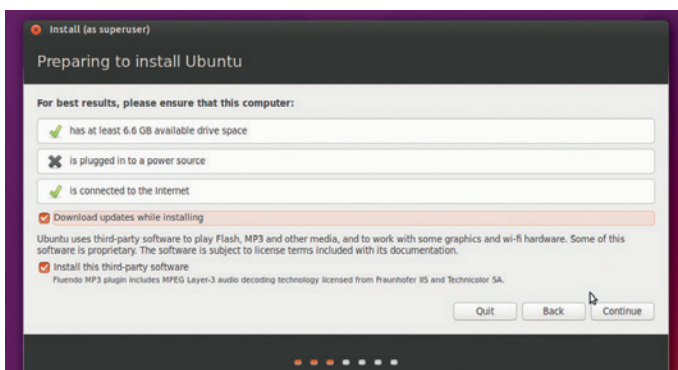 Install (as superuser)
Preparing to install Ubuntu
For best results, please ensure that this computer:
has at least 6.6 GB available drive space
is plugged in to a power source
is connected to the Internet
Download updates while installing
Ubuntu uses third-party software to play Flash, MP3 and other media, and to work with some graphics and wi-fi hardware. Some of this
software is proprietary. The software is subject to license terms included with its documentation.
Install this third-party software
Fluendo MP3 plugin includes MPEG Layer-3 audio decoding technology licensed from Fraunhofer IIS and Technicolor SA.
Quit
Back
Continue